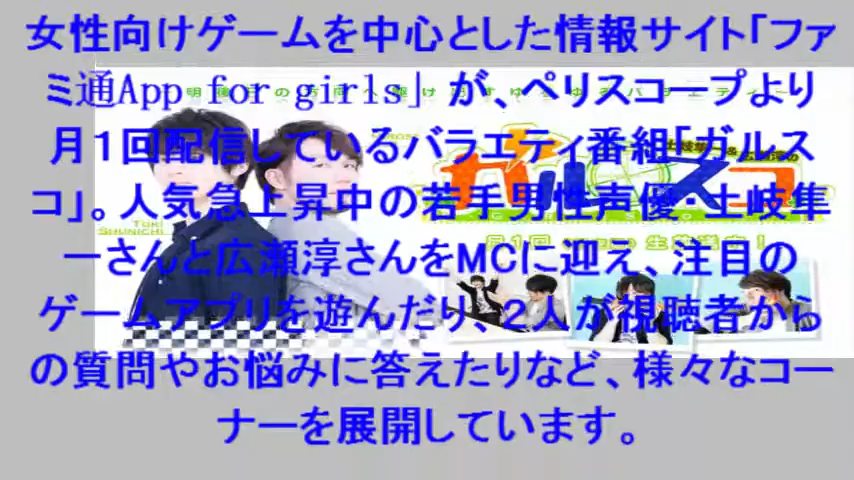 女性向けゲームを中心とした情報サイト「ファ
ミ通App for girls」が、ペリスコープより
月1回配信しているバラエティ番組「ガルス
コ」。人気急上昇中の若手男性声優・土岐隼
一さんと広瀬淳さんをMCに迎え、注目の
ゲームアプリを遊んだり、2人が視聴者から
の質問やお悩みに答えたりなど、様々なコー
ナーを展開しています。
ガルスコ
TOKI
SHUNICHI